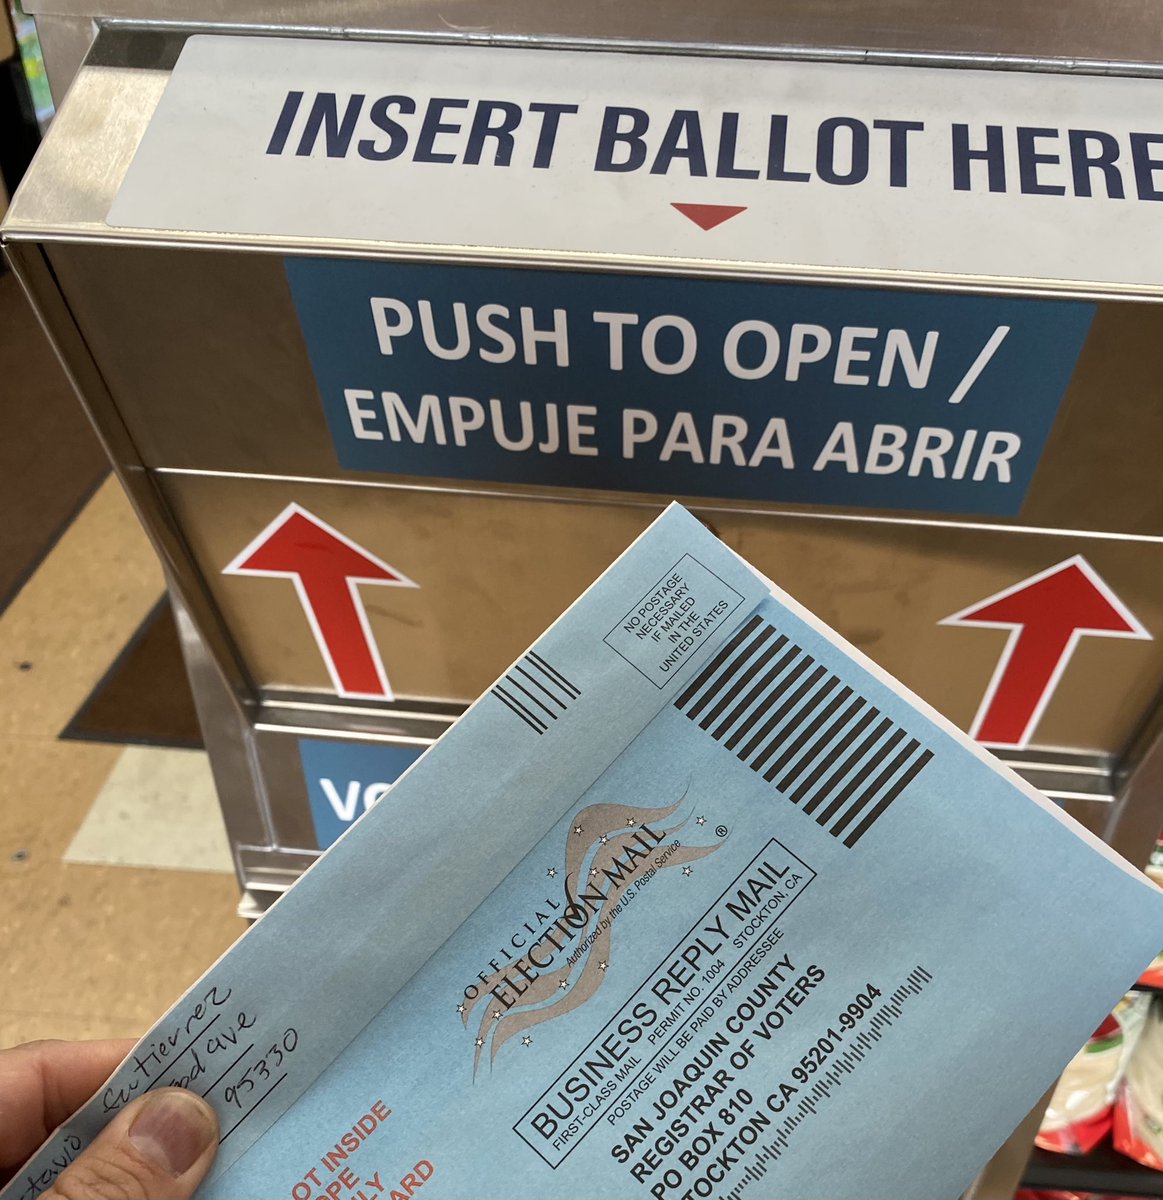 INSERT BALLOT HERE
PUSH TO OPEN /
EMPUJE PARA ABRIR
NO POSTAGE
NECESSARY
IF MAILED
IN THE
UNITED STATES
OFFICIAL
ELECTION MAIL ®
Authorized by the U.S. Postal Service
BUSINESS REPLY MAIL
FIRST-CLASS MAIL PERMIT NO. 1004 STOCKTON, CA
POSTAGE WILL BE PAID BY ADDRESSEE
SAN JOAQUIN COUNTY
REGISTRAR OF VOTERS
PO BOX 810
STOCKTON CA 95201-9904
Gutierrez
ave
95330
INSIDE